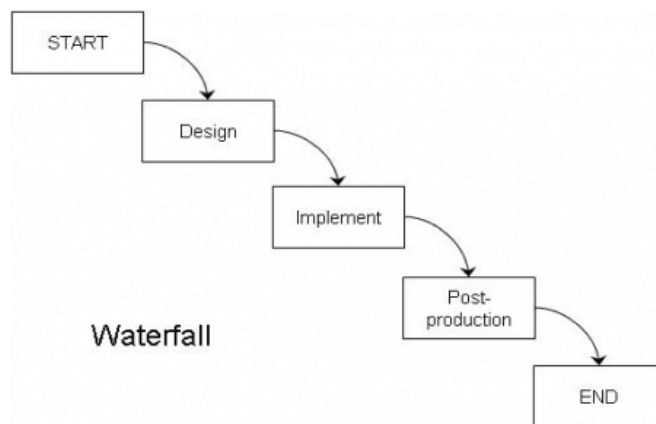 START
Design
Implement
Post-
production
Waterfall
END